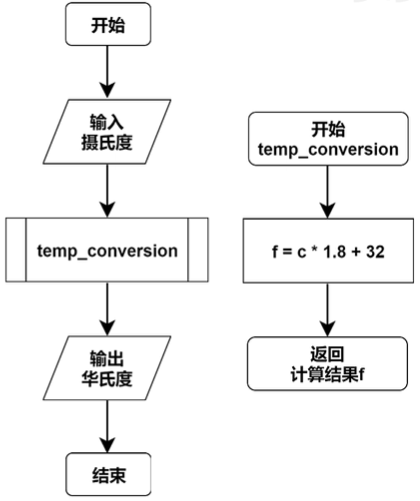 开始
输入
摄氏度
temp_conversion
输出
华氏度
结束
开始
temp_conversion
f = c * 1.8 + 32
返回
计算结果f